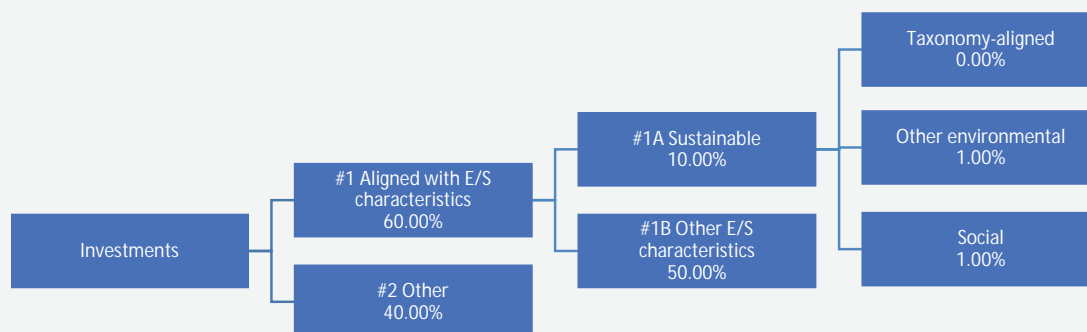 Investments
#1 Aligned with E/S
characteristics
60.00%
#2 Other
40.00%
#1A Sustainable
10.00%
#1B Other E/S
characteristics
50.00%
Taxonomy-aligned
0.00%
Other environmental
1.00%
Social
1.00%